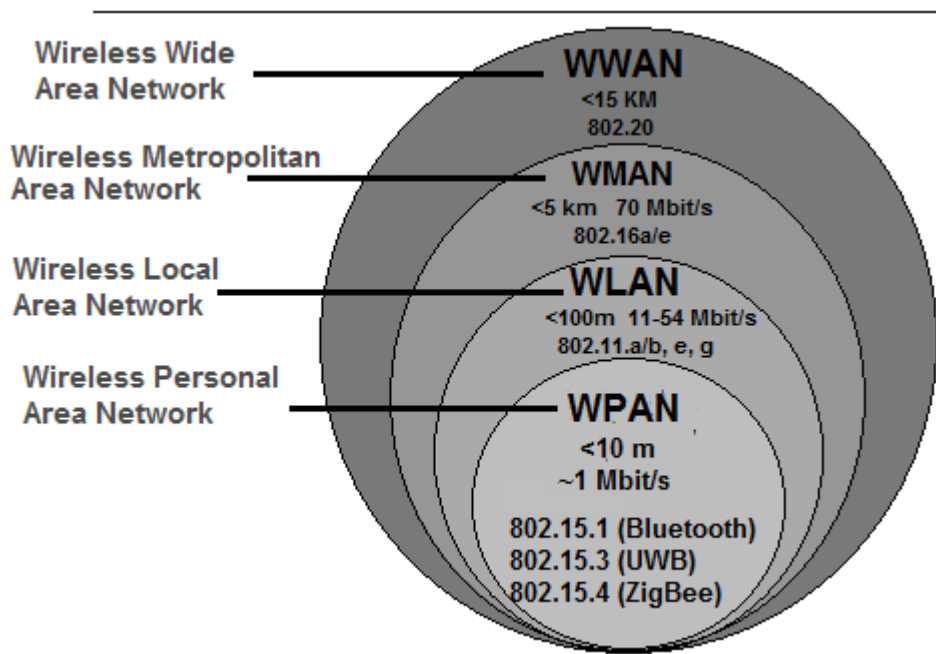 Wireless Wide
Area Network
WWAN
<15 KM
802.20
Wireless Metropolitan
Area Network
WMAN
<5 km 70 Mbit/s
802.16a/e
Wireless Local
Area Network
WLAN
<100m 11-54 Mbit/s
802.11.a/b, e, g
Wireless Personal
Area Network
WPAN
<10 m
~1 Mbit/s
802.15.1 (Bluetooth)
802.15.3 (UWB)
802.15.4 (ZigBee)